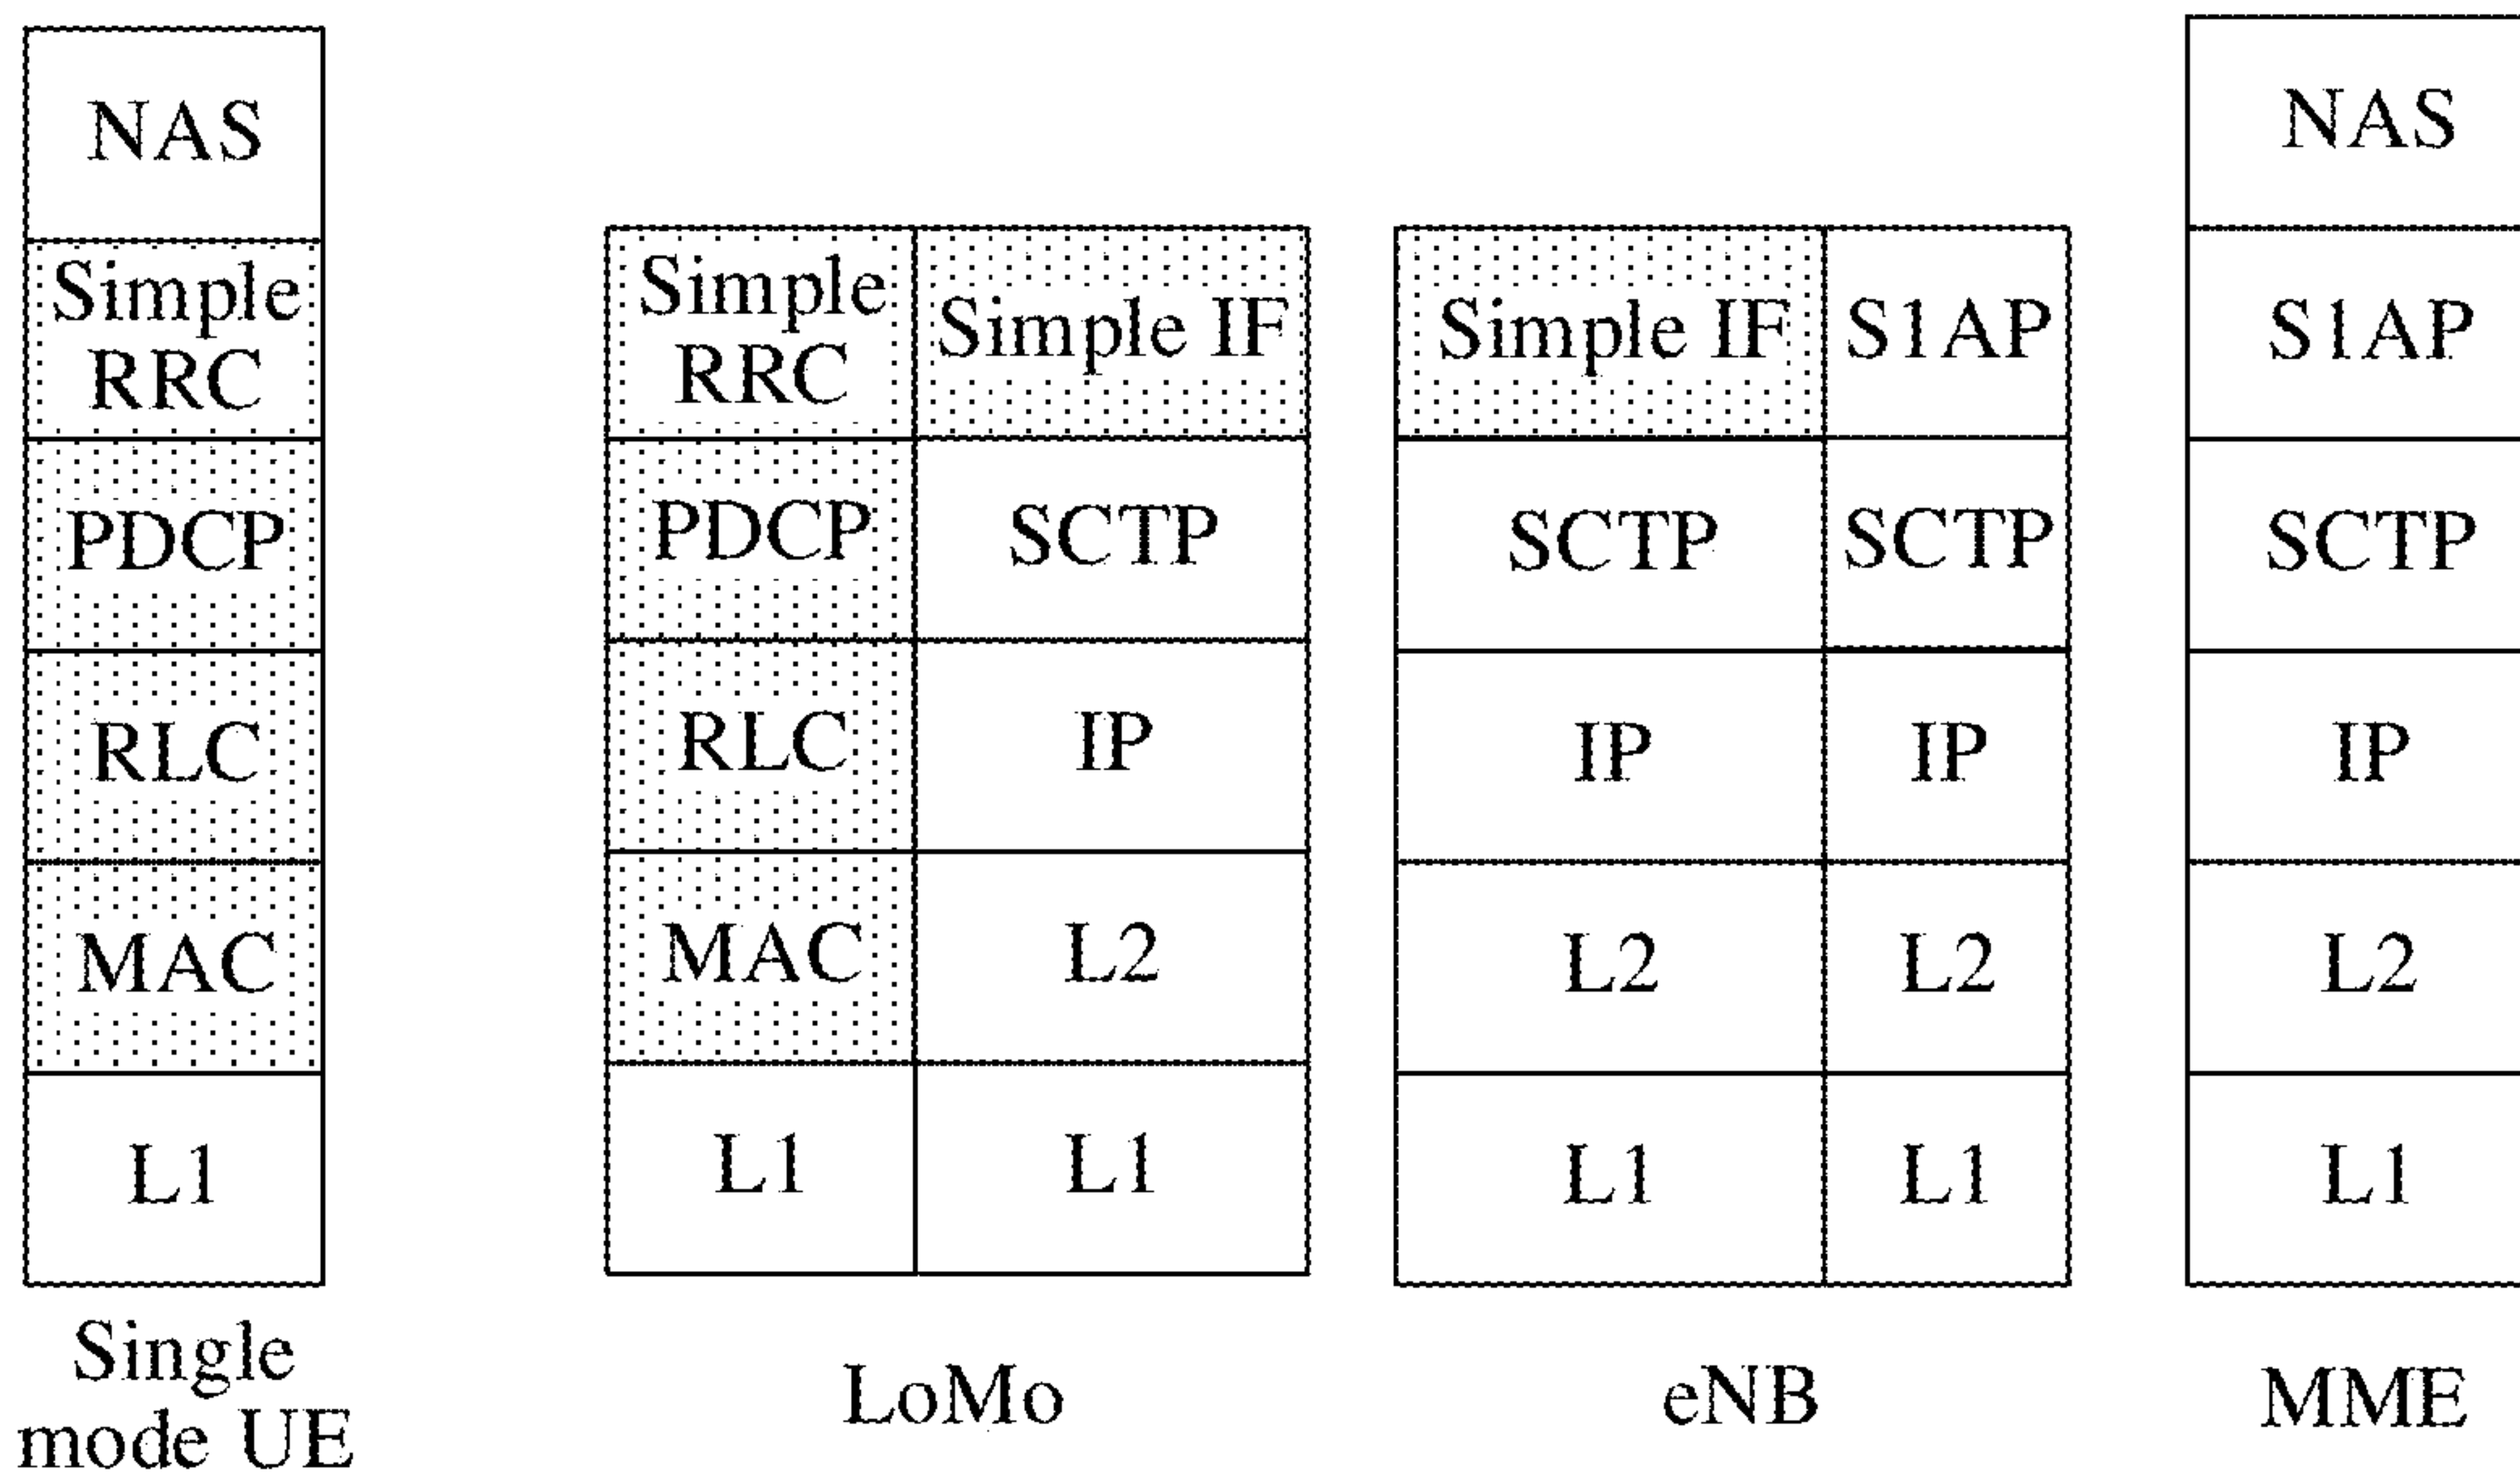 NAS
Simple
RRC
PDCP
RLC
MAC
L1
Single
mode UE
Simple
RRC
Simple IF
PDCP
SCTP
RLC
IP
MAC
L2
L1
L1
LoMo
Simple IF
S1AP
SCTP
SCTP
IP
IP
L2
L2
L1
L1
eNB
NAS
S1AP
SCTP
IP
L2
L1
MME